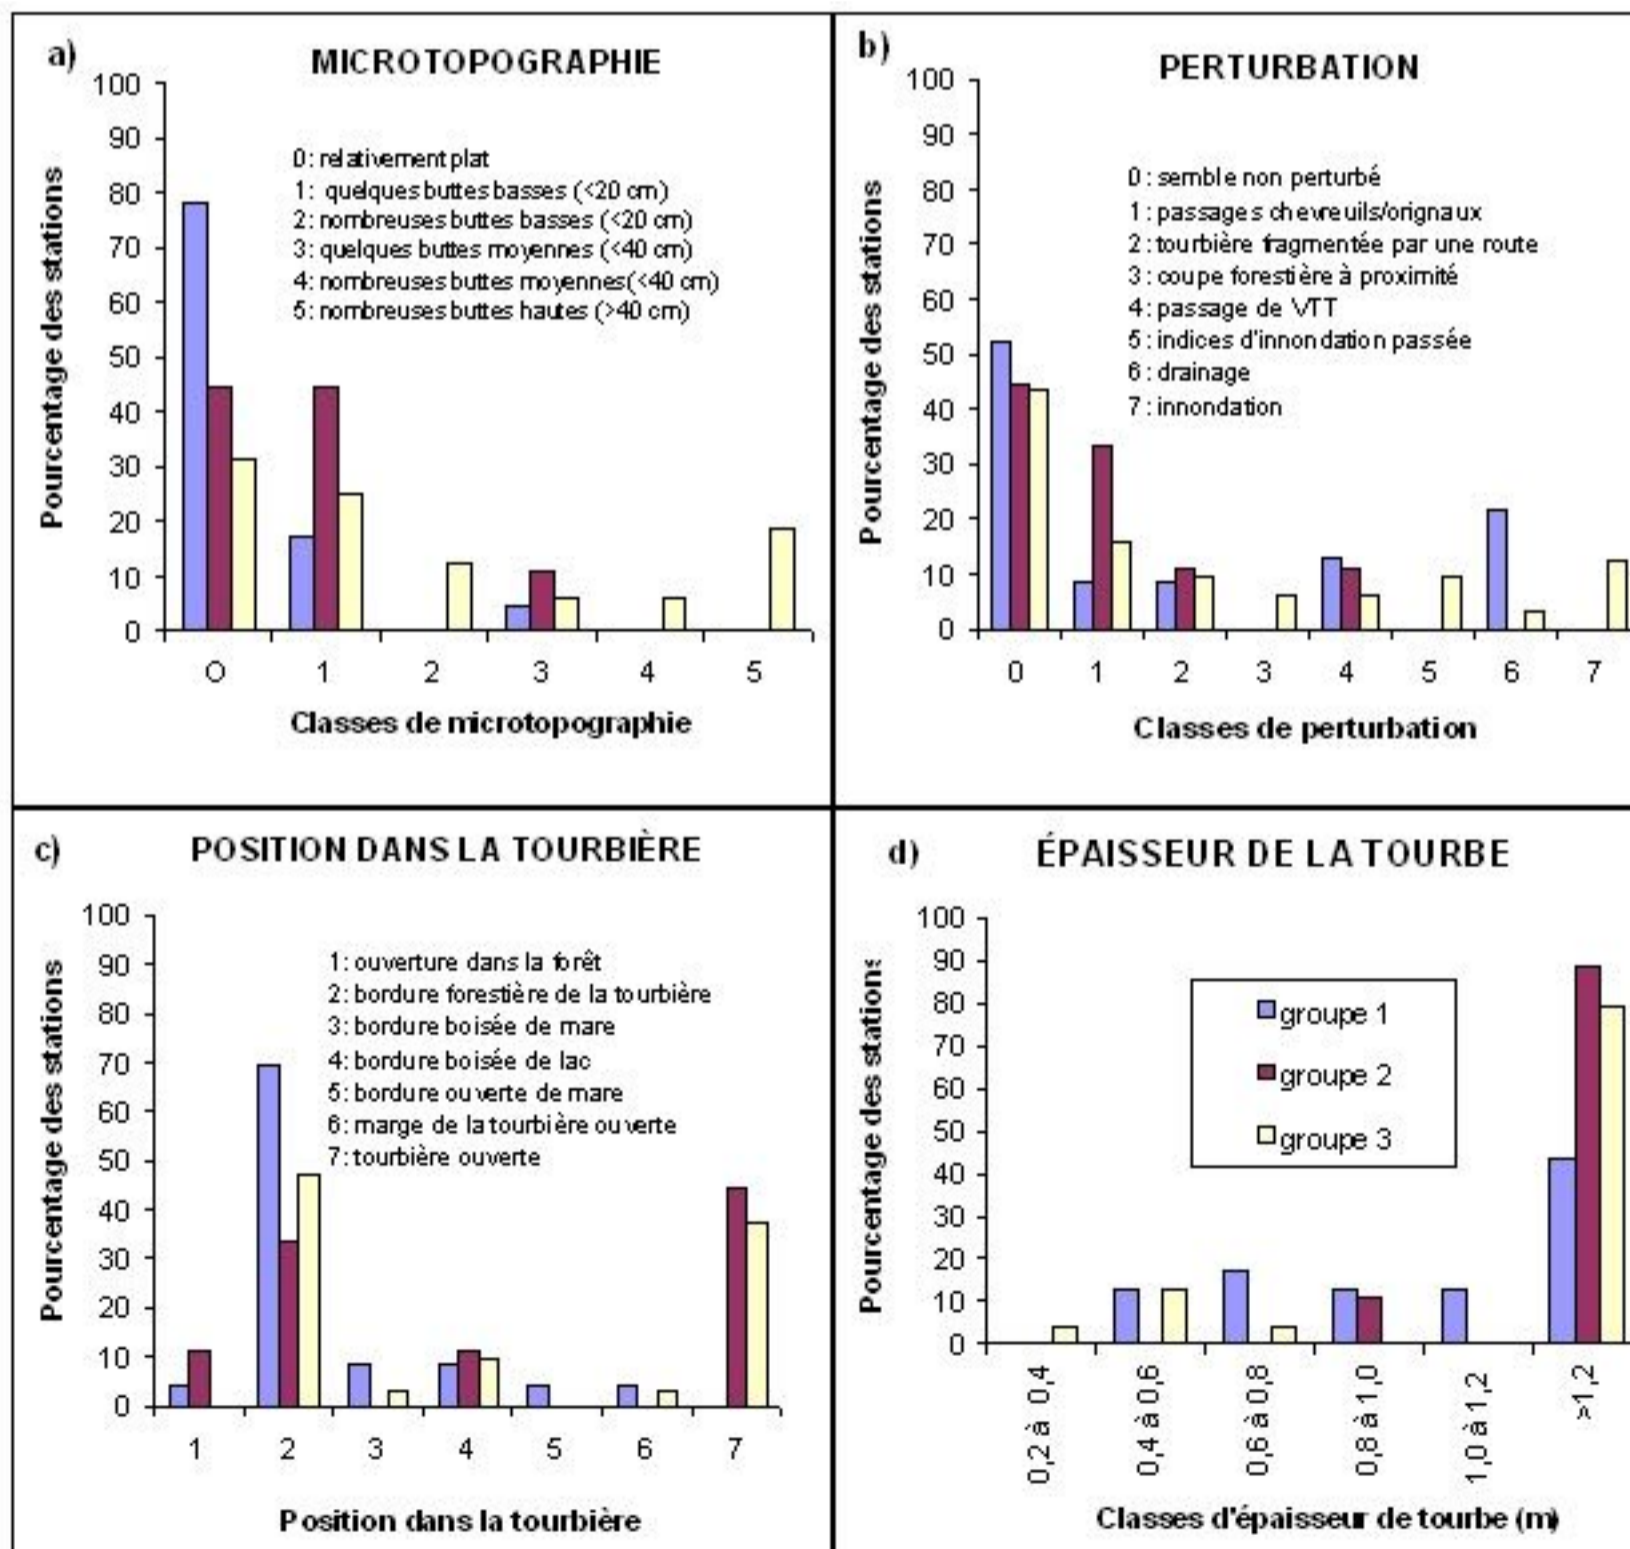 a)
MICROTOPOGRAPHIE
100
90
80
70
60
50
40
30
20
10
0
Pourcentage des stations
0: relativement plat
1: quelques buttes basses (<20 cm)
2: nombreuses buttes basses (<20 cm)
3: quelques buttes moyennes (<40 cm)
4: nombreuses buttes moyennes(<40 cm)
5: nombreuses buttes hautes (>40 cm)
O 1 2 3 4 5
Classes de microtopographie
b)
PERTURBATION
100
90
80
70
60
50
40
30
20
10
0
Pourcentage des stations
0: semble non perturbé
1: passages chevreuils/orignaux
2: tourbière fragmentée par une route
3: coupe forestière à proximité
4: passage de VTT
5: indices d'innondation passée
6: drainage
7: innondation
0 1 2 3 4 5 6 7
Classes de perturbation
c)
POSITION DANS LA TOURBIÈRE
100
90
80
70
60
50
40
30
20
10
0
Pourcentage des stations
1: ouverture dans la forêt
2: bordure forestière de la tourbière
3: bordure boisée de mare
4: bordure boisée de lac
5: bordure ouverte de mare
6: marge de la tourbière ouverte
7: tourbière ouverte
1 2 3 4 5 6 7
Position dans la tourbière
d)
ÉPAISSEUR DE LA TOURBE
100
90
80
70
60
50
40
30
20
10
0
Pourcentage des stations
groupe 1
groupe 2
groupe 3
0,2 à 0,4
0,4 à 0,6
0,6 à 0,8
0,8 à 1,0
1,0 à 1,2
>1,2
Classes d'épaisseur de tourbe (m)